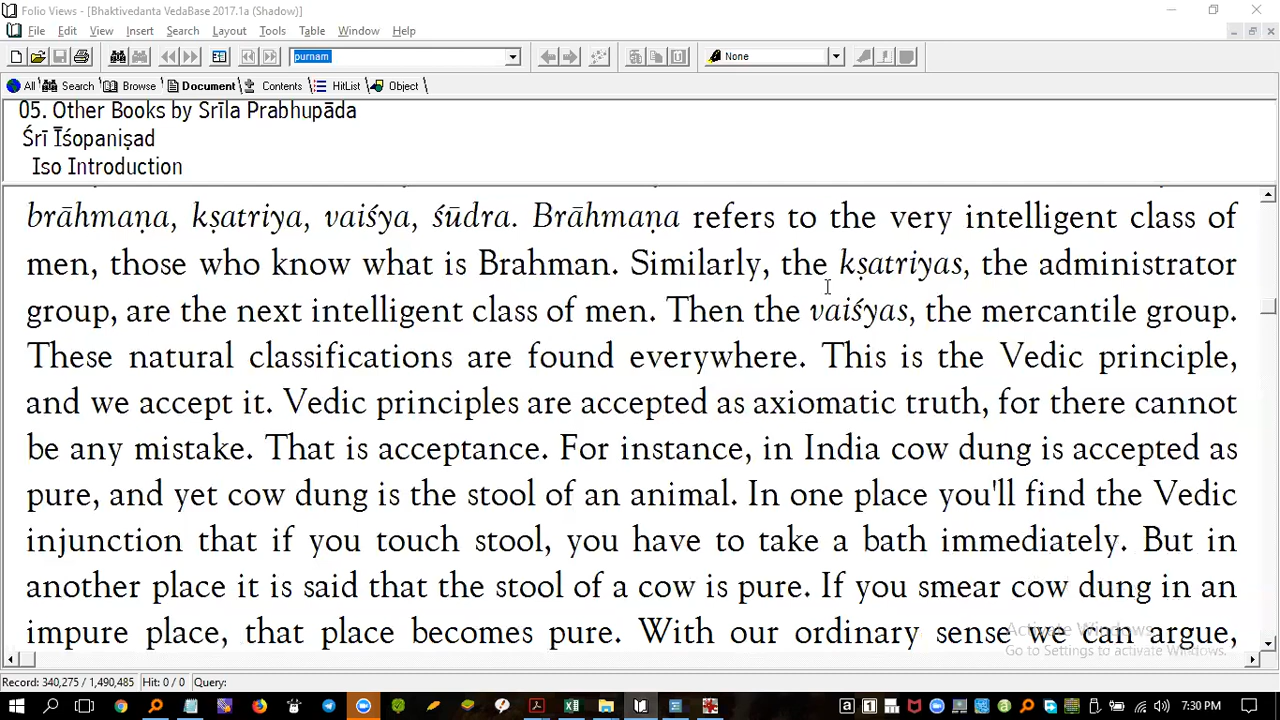 Folio Views - [Bhaktivedanta VedaBase 2017.1a (Shadow)]
File Edit View Insert Search Layout Tools Table Window Help
purnam None
All Search Browse Document Contents HitList Object
05. Other Books by Srīla Prabhupāda
Śrī Īśopaniṣad
Iso Introduction
brāhmaṇa, kṣatriya, vaiśya, śūdra. Brāhmaṇa refers to the very intelligent class of
men, those who know what is Brahman. Similarly, the kṣatriyas, the administrator
group, are the next intelligent class of men. Then the vaiśyas, the mercantile group.
These natural classifications are found everywhere. This is the Vedic principle,
and we accept it. Vedic principles are accepted as axiomatic truth, for there cannot
be any mistake. That is acceptance. For instance, in India cow dung is accepted as
pure, and yet cow dung is the stool of an animal. In one place you'll find the Vedic
injunction that if you touch stool, you have to take a bath immediately. But in
another place it is said that the stool of a cow is pure. If you smear cow dung in an
impure place, that place becomes pure. With our ordinary sense we can argue,
Activate Windows
Go to Settings to activate Windows.
Record: 340,275 / 1,490,485 Hit: 0 / 0 Query:
7:30 PM